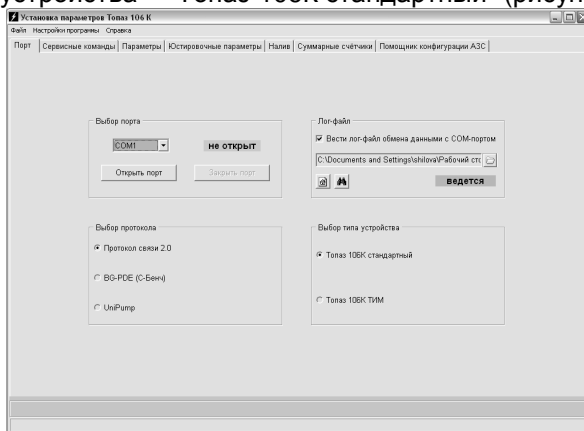 устройства – "Топаз-106К стандартный" (рисун
Установка параметров Топаз 106 К
Файл Настройки программы Справка
Порт Сервисные команды Параметры Юстировочные параметры Налив Суммарные счётчики Помощник конфигурации АЗС
Выбор порта
COM1 не открыт
Открыть порт Закрыть порт
Лог-файл
Вести лог-файл обмена данными с COM-портом
C:\Documents and Settings\shilova\Рабочий стс
ведется
Выбор протокола
Протокол связи 2.0
BG-PDE (С-Бенч)
UniPump
Выбор типа устройства
Топаз 106К стандартный
Топаз 106К ТИМ